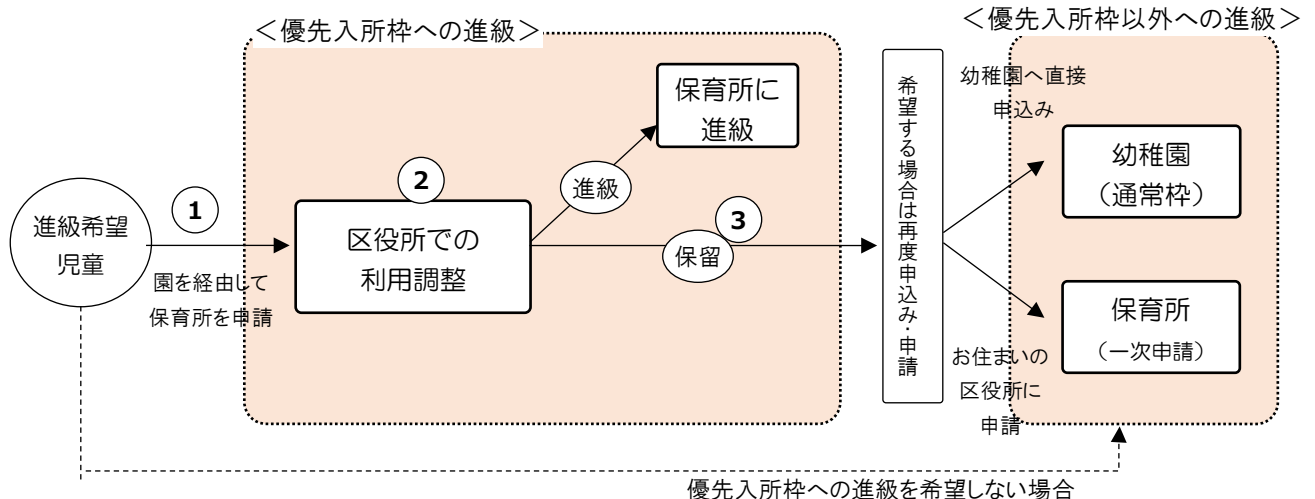 ＜優先入所枠への進級＞
＜優先入所枠以外への進級＞
進級希望
児童
1
園を経由して
保育所を申請
2
区役所での
利用調整
進級
保育所に
進級
3
保留
希望する場合は再度申込み・申請
幼稚園へ直接
申込み
幼稚園
（通常枠）
保育所
（一次申請）
お住まいの
区役所に
申請
優先入所枠への進級を希望しない場合